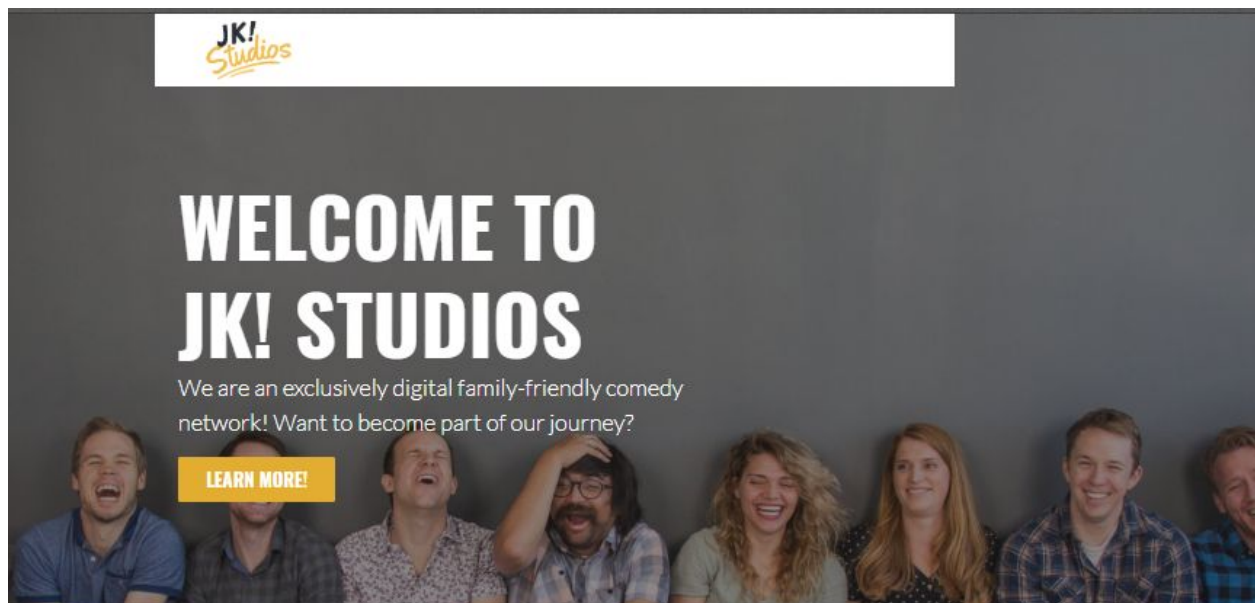 JK!
Studios
WELCOME TO
JK! STUDIOS
We are an exclusively digital family-friendly comedy
network! Want to become part of our journey?
LEARN MORE!